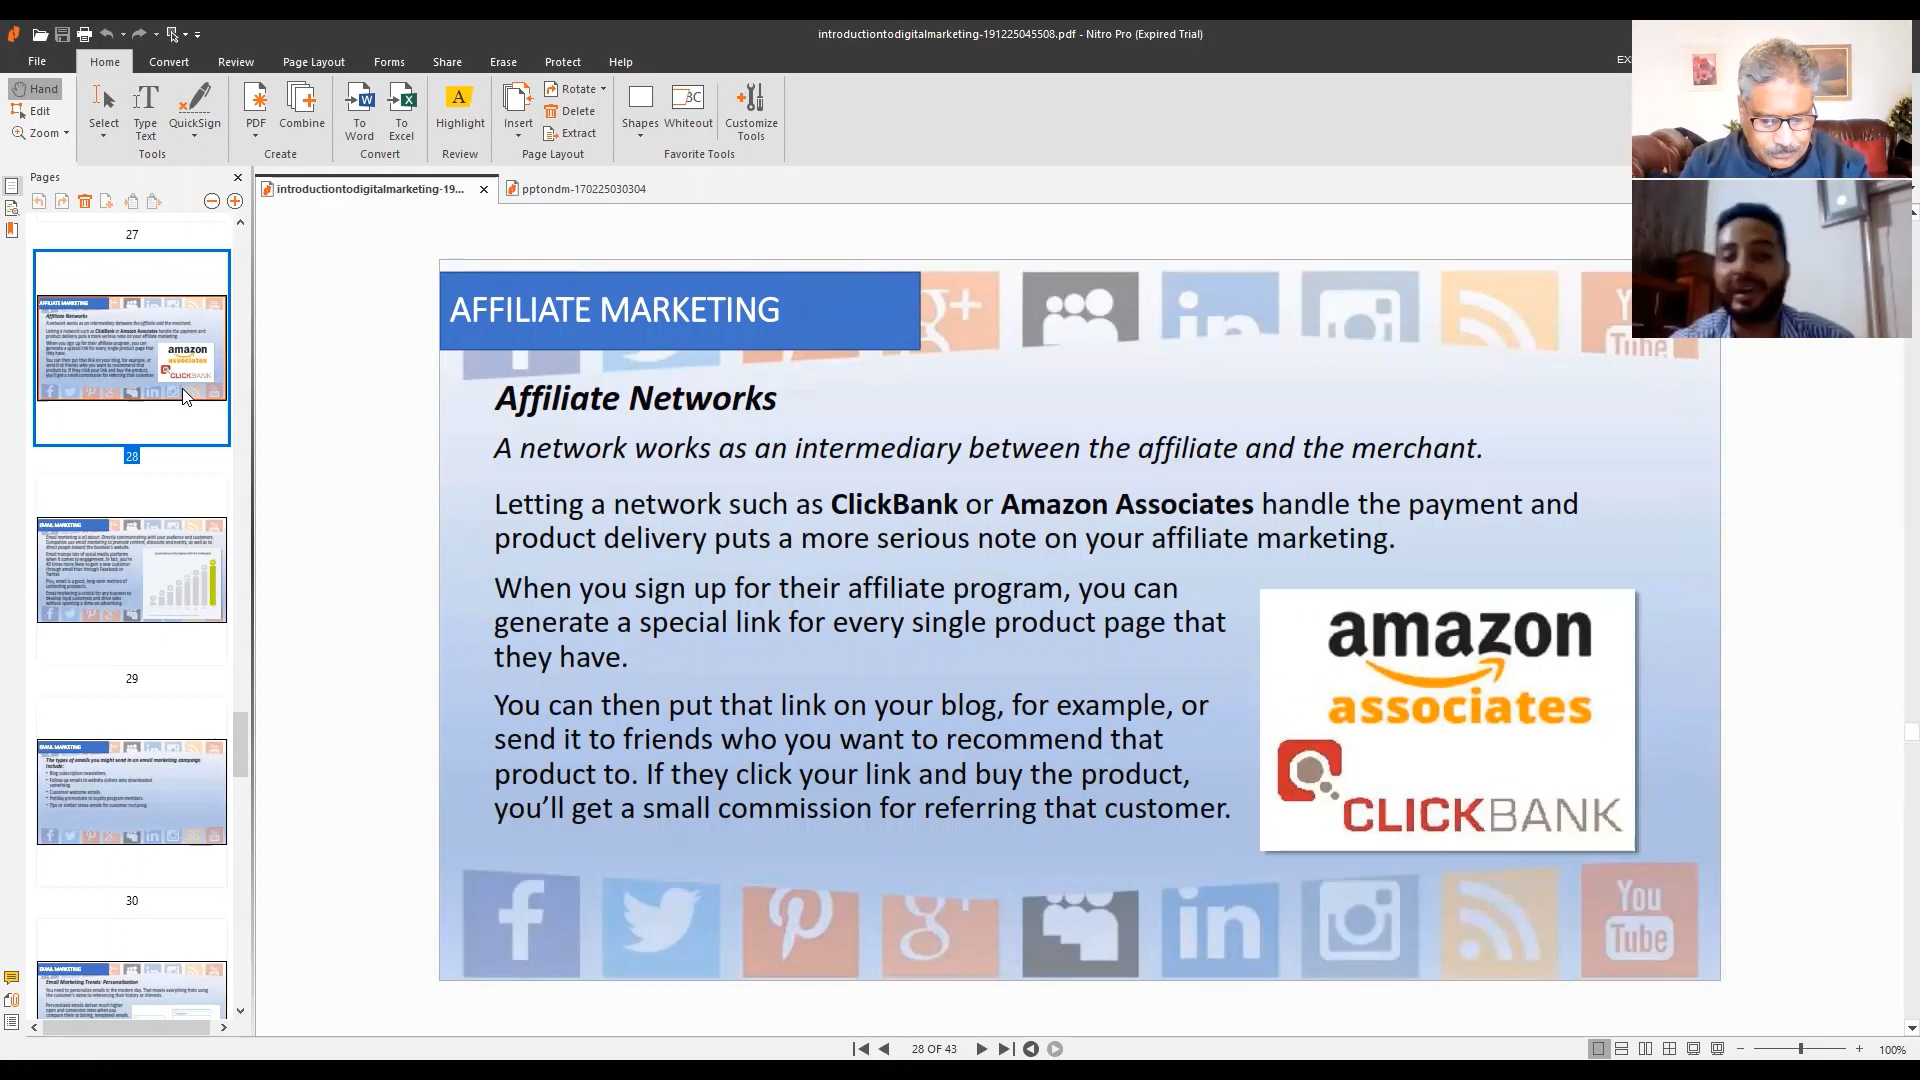 introductiontodigitalmarketing-191225045508.pdf - Nitro Pro (Expired Trial)
File
Home
Convert
Review
Page Layout
Forms
Share
Erase
Protect
Help
EX
Hand
Edit
Zoom
Select
Type Text
QuickSign
Tools
PDF
Combine
Create
To Word
To Excel
Convert
Highlight
Review
Insert
Rotate
Delete
Extract
Page Layout
Shapes
Whiteout
Customize Tools
Favorite Tools
Pages
introductiontodigitalmarketing-19...
pptondm-170225030304
27
28
29
30
AFFILIATE MARKETING
Affiliate Networks
A network works as an intermediary between the affiliate and the merchant.
Letting a network such as ClickBank or Amazon Associates handle the payment and
product delivery puts a more serious note on your affiliate marketing.
When you sign up for their affiliate program, you can
generate a special link for every single product page that
they have.
You can then put that link on your blog, for example, or
send it to friends who you want to recommend that
product to. If they click your link and buy the product,
you’ll get a small commission for referring that customer.
amazon
associates
CLICKBANK
You
Tube
28 OF 43
100%